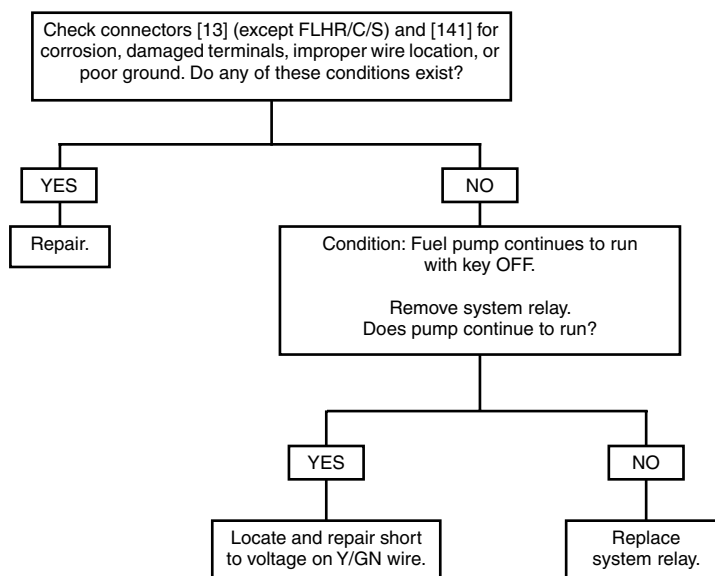 Check connectors [13] (except FLHR/C/S) and [141] for
corrosion, damaged terminals, improper wire location, or
poor ground. Do any of these conditions exist?
YES
NO
Repair.
Condition: Fuel pump continues to run
with key OFF.
Remove system relay.
Does pump continue to run?
YES
NO
Locate and repair short
to voltage on Y/GN wire.
Replace
system relay.